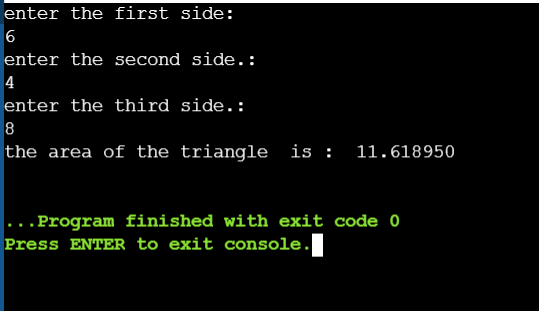 enter the first side:
6
enter the second side.:
4
enter the third side.:
8
the area of the triangle  is :  11.618950
...Program finished with exit code 0
Press ENTER to exit console.